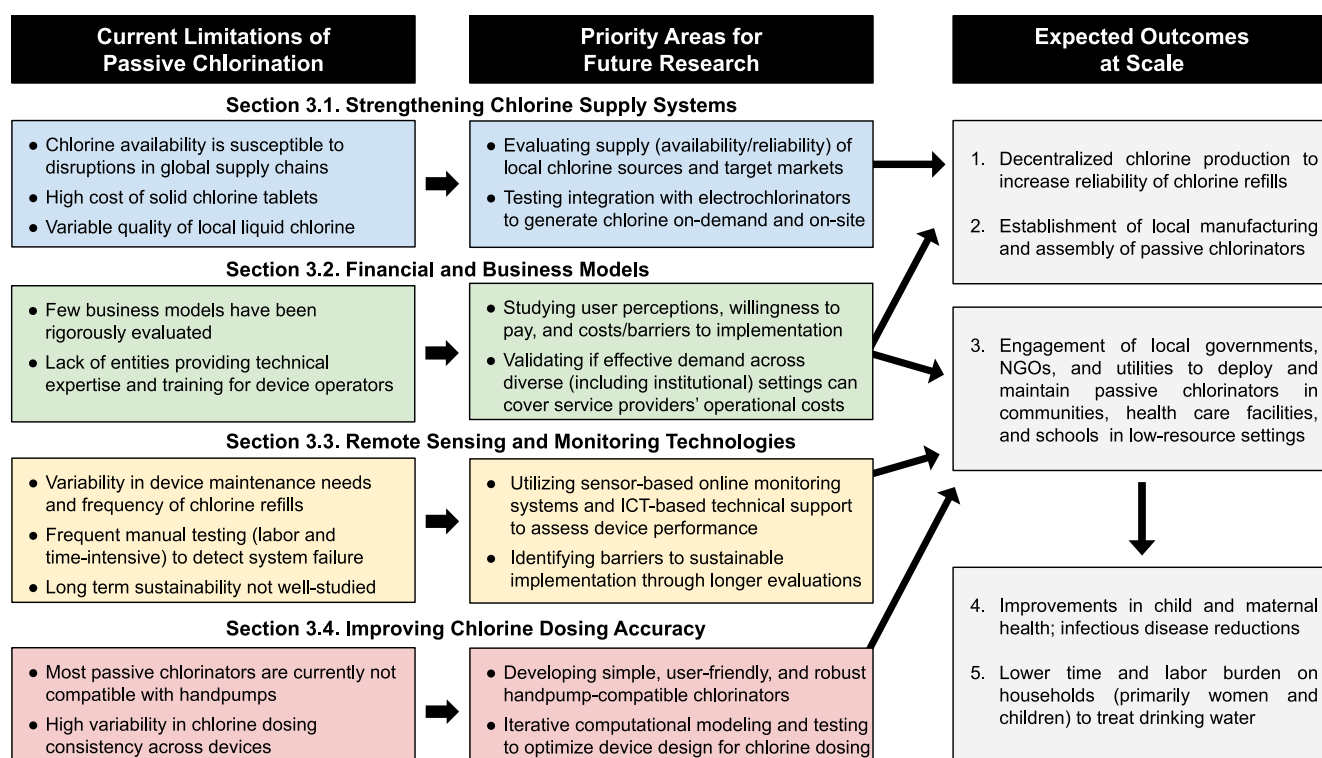 Current Limitations of
Passive Chlorination
Priority Areas for
Future Research
Expected Outcomes
at Scale
Section 3.1. Strengthening Chlorine Supply Systems
● Chlorine availability is susceptible to
disruptions in global supply chains
● High cost of solid chlorine tablets
● Variable quality of local liquid chlorine
● Evaluating supply (availability/reliability) of
local chlorine sources and target markets
● Testing integration with electrochlorinators
to generate chlorine on-demand and on-site
Section 3.2. Financial and Business Models
● Few business models have been
rigorously evaluated
● Lack of entities providing technical
expertise and training for device operators
● Studying user perceptions, willingness to
pay, and costs/barriers to implementation
● Validating if effective demand across
diverse (including institutional) settings can
cover service providers' operational costs
Section 3.3. Remote Sensing and Monitoring Technologies
● Variability in device maintenance needs
and frequency of chlorine refills
● Frequent manual testing (labor and
time-intensive) to detect system failure
● Long term sustainability not well-studied
● Utilizing sensor-based online monitoring
systems and ICT-based technical support
to assess device performance
● Identifying barriers to sustainable
implementation through longer evaluations
Section 3.4. Improving Chlorine Dosing Accuracy
● Most passive chlorinators are currently not
compatible with handpumps
● High variability in chlorine dosing
consistency across devices
● Developing simple, user-friendly, and robust
handpump-compatible chlorinators
● Iterative computational modeling and testing
to optimize device design for chlorine dosing
1. Decentralized chlorine production to
increase reliability of chlorine refills
2. Establishment of local manufacturing
and assembly of passive chlorinators
3. Engagement of local governments,
NGOs, and utilities to deploy and
maintain passive chlorinators in
communities, health care facilities,
and schools in low-resource settings
4. Improvements in child and maternal
health; infectious disease reductions
5. Lower time and labor burden on
households (primarily women and
children) to treat drinking water